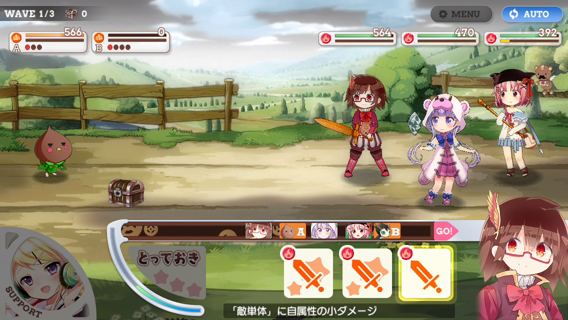 WAVE 1/3 0
MENU
AUTO
566
A
0
B
564
470
392
A
B
GO!
とっておき
SUPPORT
「敵単体」に自属性の小ダメージ